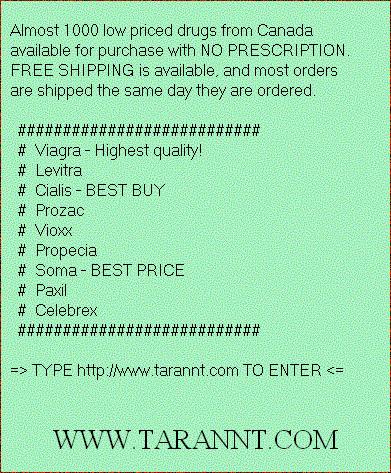 Almost 1000 low priced drugs from Canada
available for purchase with NO PRESCRIPTION.
FREE SHIPPING is available, and most orders
are shipped the same day they are ordered.
###########################
# Viagra - Highest quality!
# Levitra
# Cialis - BEST BUY
# Prozac
# Vioxx
# Propecia
# Soma - BEST PRICE
# Paxil
# Celebrex
###########################
=> TYPE http://www.tarannt.com TO ENTER <=
WWW.TARANNT.COM